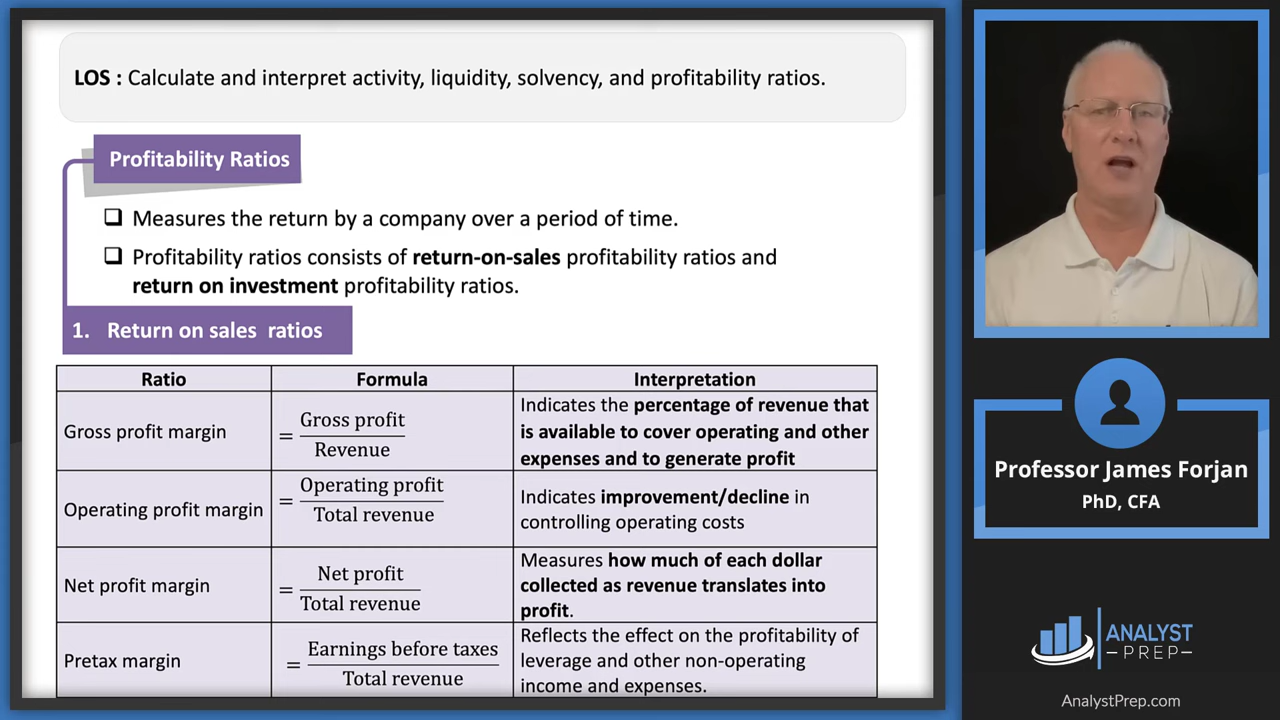 LOS : Calculate and interpret activity, liquidity, solvency, and profitability ratios.
Profitability Ratios
❑ Measures the return by a company over a period of time.
❑ Profitability ratios consists of return-on-sales profitability ratios and
return on investment profitability ratios.
1. Return on sales ratios
Ratio Formula Interpretation
Gross profit margin
= Gross profit
Revenue
Indicates the percentage of revenue that
is available to cover operating and other
expenses and to generate profit
Operating profit margin
= Operating profit
Total revenue
Indicates improvement/decline in
controlling operating costs
Net profit margin
= Net profit
Total revenue
Measures how much of each dollar
collected as revenue translates into
profit.
Pretax margin
= Earnings before taxes
Total revenue
Reflects the effect on the profitability of
leverage and other non-operating
income and expenses.
Professor James Forjan
PhD, CFA
ANALYST
PREP
AnalystPrep.com